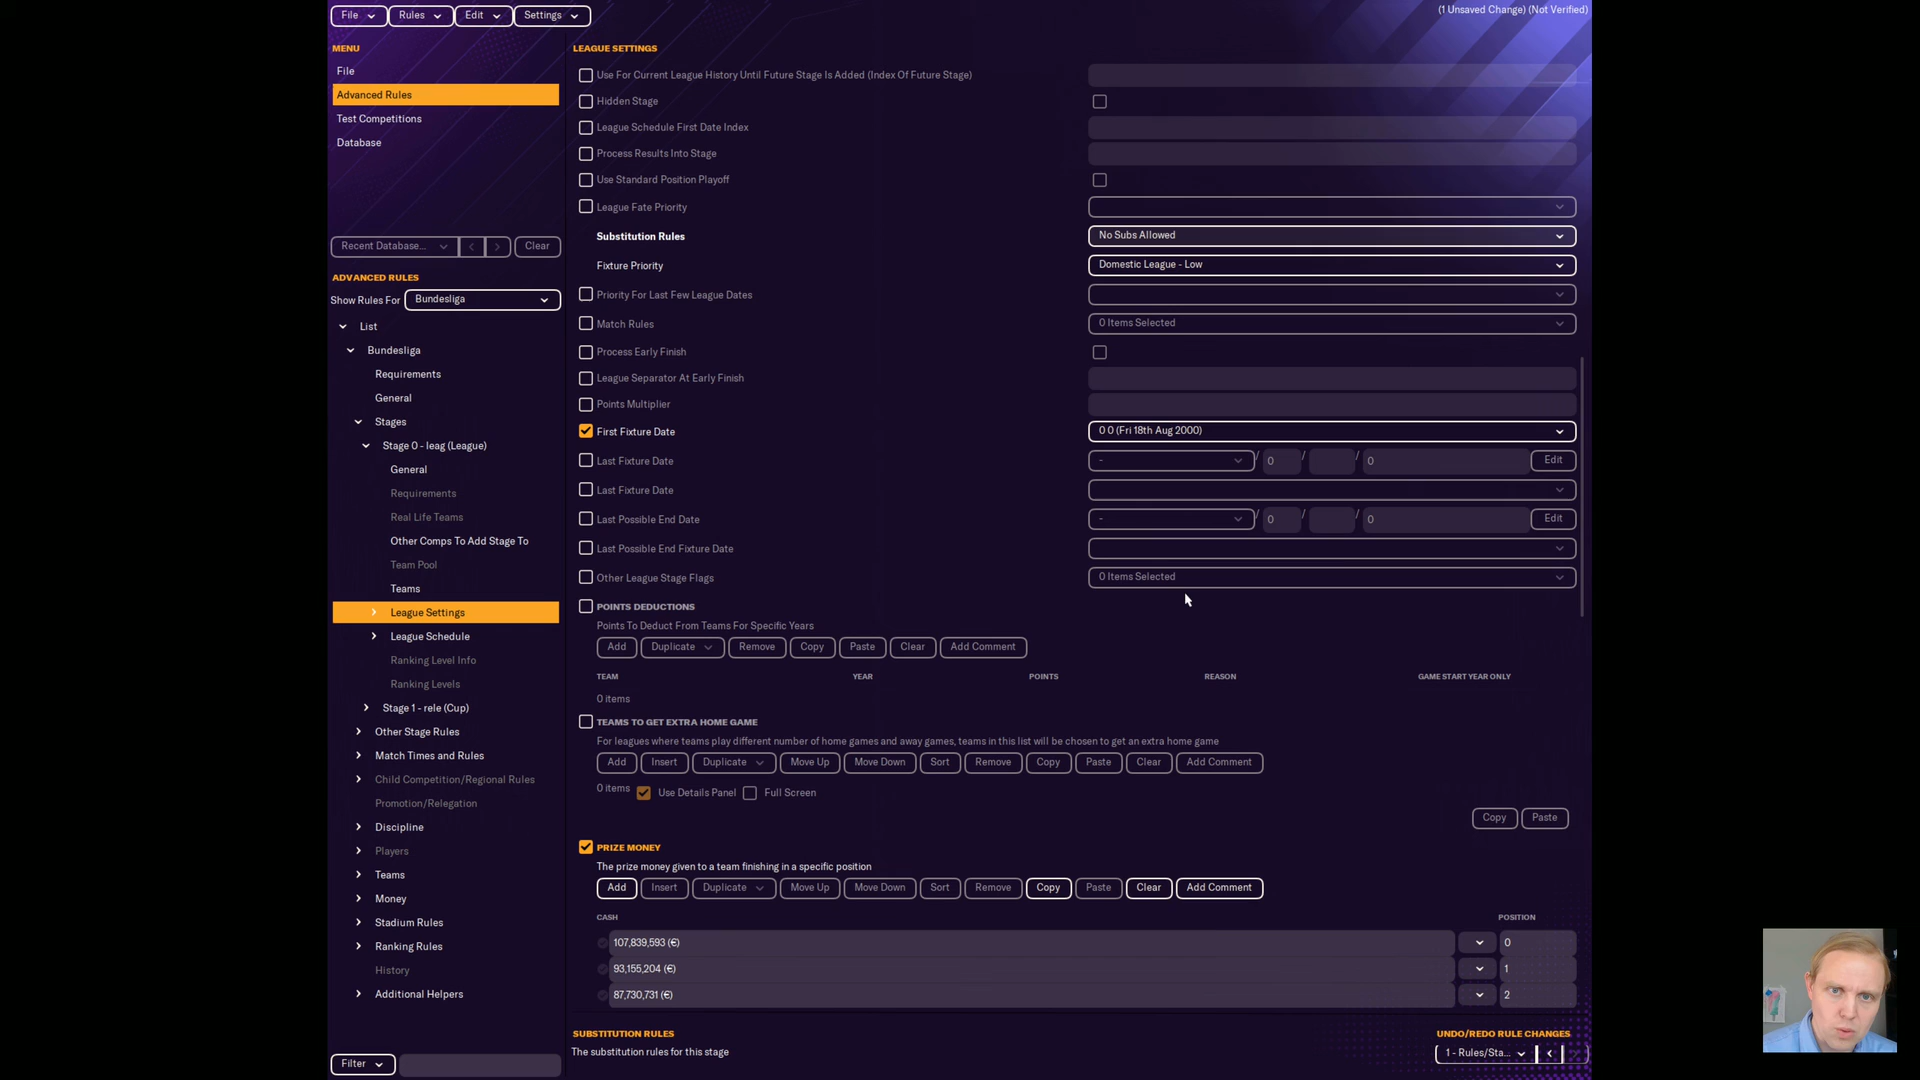 File
Rules
Edit
Settings
(1 Unsaved Change) (Not Verified)
MENU
File
Advanced Rules
Test Competitions
Database
Recent Database...
Clear
ADVANCED RULES
Show Rules For
Bundesliga
List
Bundesliga
Requirements
General
Stages
Stage 0 - leag (League)
General
Requirements
Real Life Teams
Other Comps To Add Stage To
Team Pool
Teams
League Settings
League Schedule
Ranking Level Info
Ranking Levels
Stage 1 - rele (Cup)
Other Stage Rules
Match Times and Rules
Child Competition/Regional Rules
Promotion/Relegation
Discipline
Players
Teams
Money
Stadium Rules
Ranking Rules
History
Additional Helpers
Filter
LEAGUE SETTINGS
Use For Current League History Until Future Stage Is Added (Index Of Future Stage)
Hidden Stage
League Schedule First Date Index
Process Results Into Stage
Use Standard Position Playoff
League Fate Priority
Substitution Rules
No Subs Allowed
Fixture Priority
Domestic League - Low
Priority For Last Few League Dates
Match Rules
0 Items Selected
Process Early Finish
League Separator At Early Finish
Points Multiplier
First Fixture Date
0 0 (Fri 18th Aug 2000)
Last Fixture Date
- / 0 / / 0 Edit
Last Fixture Date
Last Possible End Date
- / 0 / / 0 Edit
Last Possible End Fixture Date
Other League Stage Flags
0 Items Selected
POINTS DEDUCTIONS
Points To Deduct From Teams For Specific Years
Add Duplicate Remove Copy Paste Clear Add Comment
TEAM YEAR POINTS REASON GAME START YEAR ONLY
0 items
TEAMS TO GET EXTRA HOME GAME
For leagues where teams play different number of home games and away games, teams in this list will be chosen to get an extra home game
Add Insert Duplicate Move Up Move Down Sort Remove Copy Paste Clear Add Comment
0 items Use Details Panel Full Screen
Copy Paste
PRIZE MONEY
The prize money given to a team finishing in a specific position
Add Insert Duplicate Move Up Move Down Sort Remove Copy Paste Clear Add Comment
CASH POSITION
107,839,593 (€) 0
93,155,204 (€) 1
87,730,731 (€) 2
SUBSTITUTION RULES
The substitution rules for this stage
UNDO/REDO RULE CHANGES
1 - Rules/Sta...